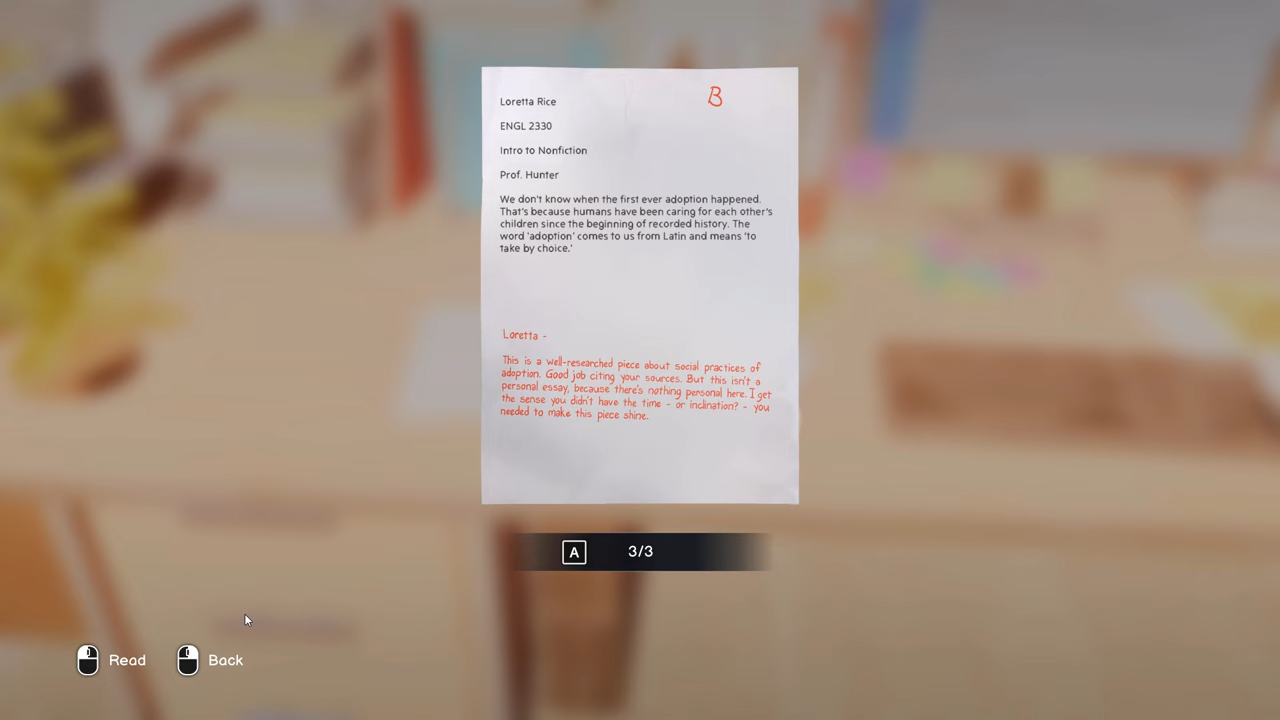 B
Loretta Rice
ENGL 2330
Intro to Nonfiction
Prof. Hunter
We don't know when the first ever adoption happened.
That's because humans have been caring for each other's
children since the beginning of recorded history. The
word 'adoption' comes to us from Latin and means 'to
take by choice.'
Loretta -
This is a well-researched piece about social practices of
adoption. Good job citing your sources. But this isn't a
personal essay, because there's nothing personal here. I get
the sense you didn't have the time - or inclination? - you
needed to make this piece shine.
A 3/3
Read Back